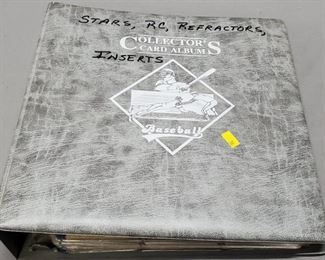 STARS, RC, REFRACTORS,
COLLECTOR'S
CARD ALBUM
INSERTS
Baseball